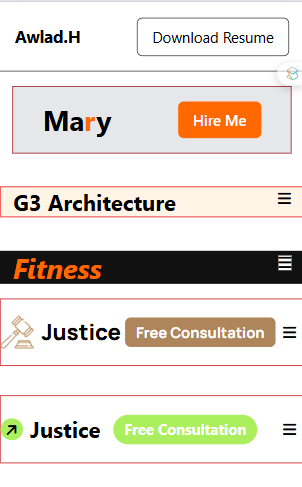 Awlad.H
Download Resume
Mary
Hire Me
G3 Architecture
Fitness
Justice
Free Consultation
Justice
Free Consultation